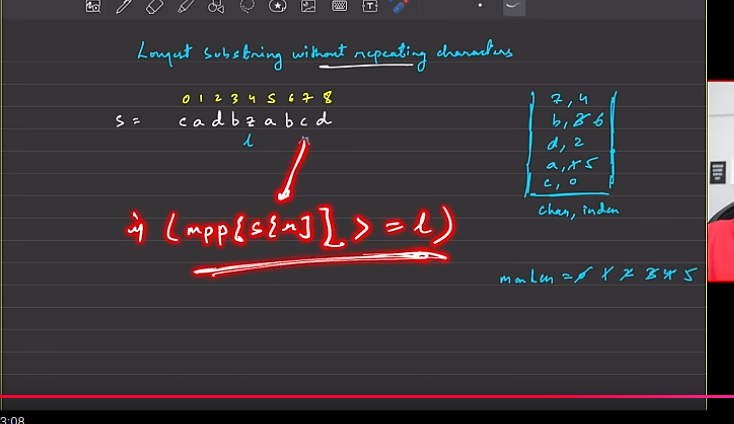 Longest Substring without repeating characters
0 1 2 3 4 5 6 7 8
s = c a d b z a b c d
l r
z, 4
b, 3 6
d, 2
a, 1 5
c, 0
char, index
if (mpp[s[r]] >= l)
maxLen = 0 1 2 3 4 5
3:08